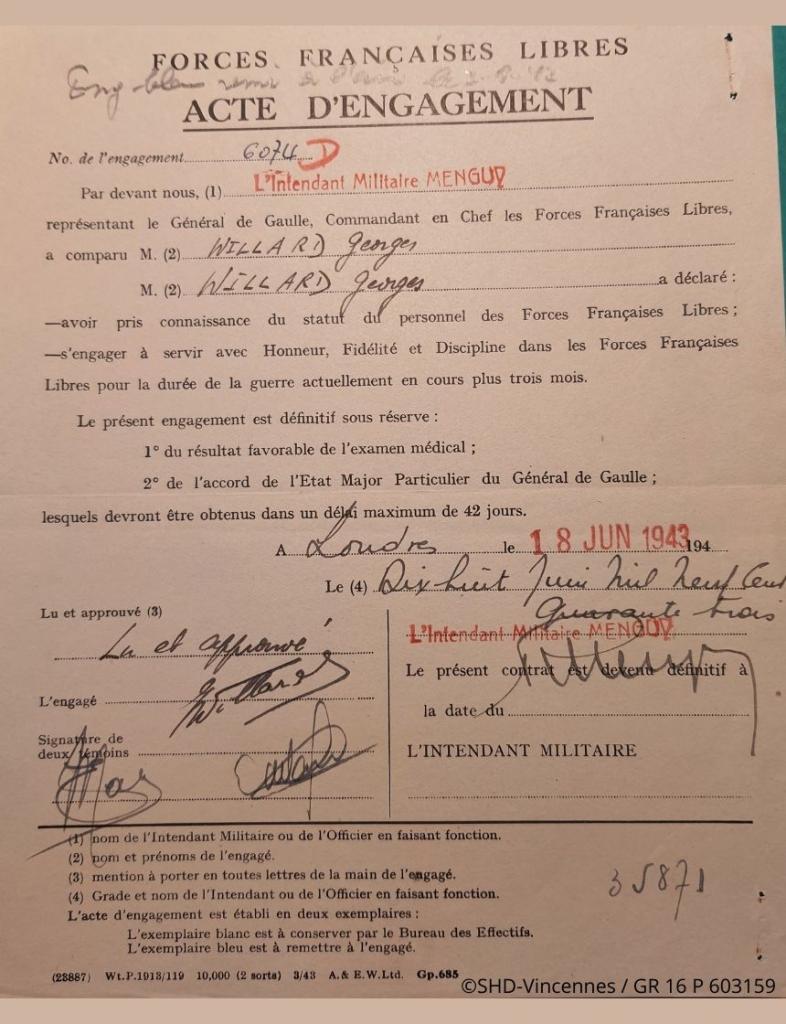 FORCES FRANÇAISES LIBRES
ACTE D'ENGAGEMENT
No. de l'engagement 6074 D
Par devant nous, (1) L'Intendant Militaire MENGUY
représentant le Général de Gaulle, Commandant en Chef les Forces Françaises Libres,
a comparu M. (2) WILLARD Georges
M. (2) WILLARD Georges a déclaré :
—avoir pris connaissance du statut du personnel des Forces Françaises Libres ;
—s'engager à servir avec Honneur, Fidélité et Discipline dans les Forces Françaises
Libres pour la durée de la guerre actuellement en cours plus trois mois.
Le présent engagement est définitif sous réserve :
1° du résultat favorable de l'examen médical ;
2° de l'accord de l'Etat Major Particulier du Général de Gaulle ;
lesquels devront être obtenus dans un délai maximum de 42 jours.
A Londres le 18 JUN 1943 194
Le (4) Dix huit Juin Mil Neuf Cent
Quarante trois
Lu et approuvé (3)
Lu et approuvé
L'engagé
Signature de
deux témoins
L'Intendant Militaire MENGUY
Le présent contrat est devenu définitif à
la date du
L'INTENDANT MILITAIRE
(1) nom de l'Intendant Militaire ou de l'Officier en faisant fonction.
(2) nom et prénoms de l'engagé.
(3) mention à porter en toutes lettres de la main de l'engagé.
(4) Grade et nom de l'Intendant ou de l'Officier en faisant fonction.
L'acte d'engagement est établi en deux exemplaires :
L'exemplaire blanc est à conserver par le Bureau des Effectifs.
L'exemplaire bleu est à remettre à l'engagé.
35871
(23887) Wt.P.1913/119 10,000 (2 sorts) 3/43 A. & E.W.Ltd. Gp.685
©SHD-Vincennes / GR 16 P 603159